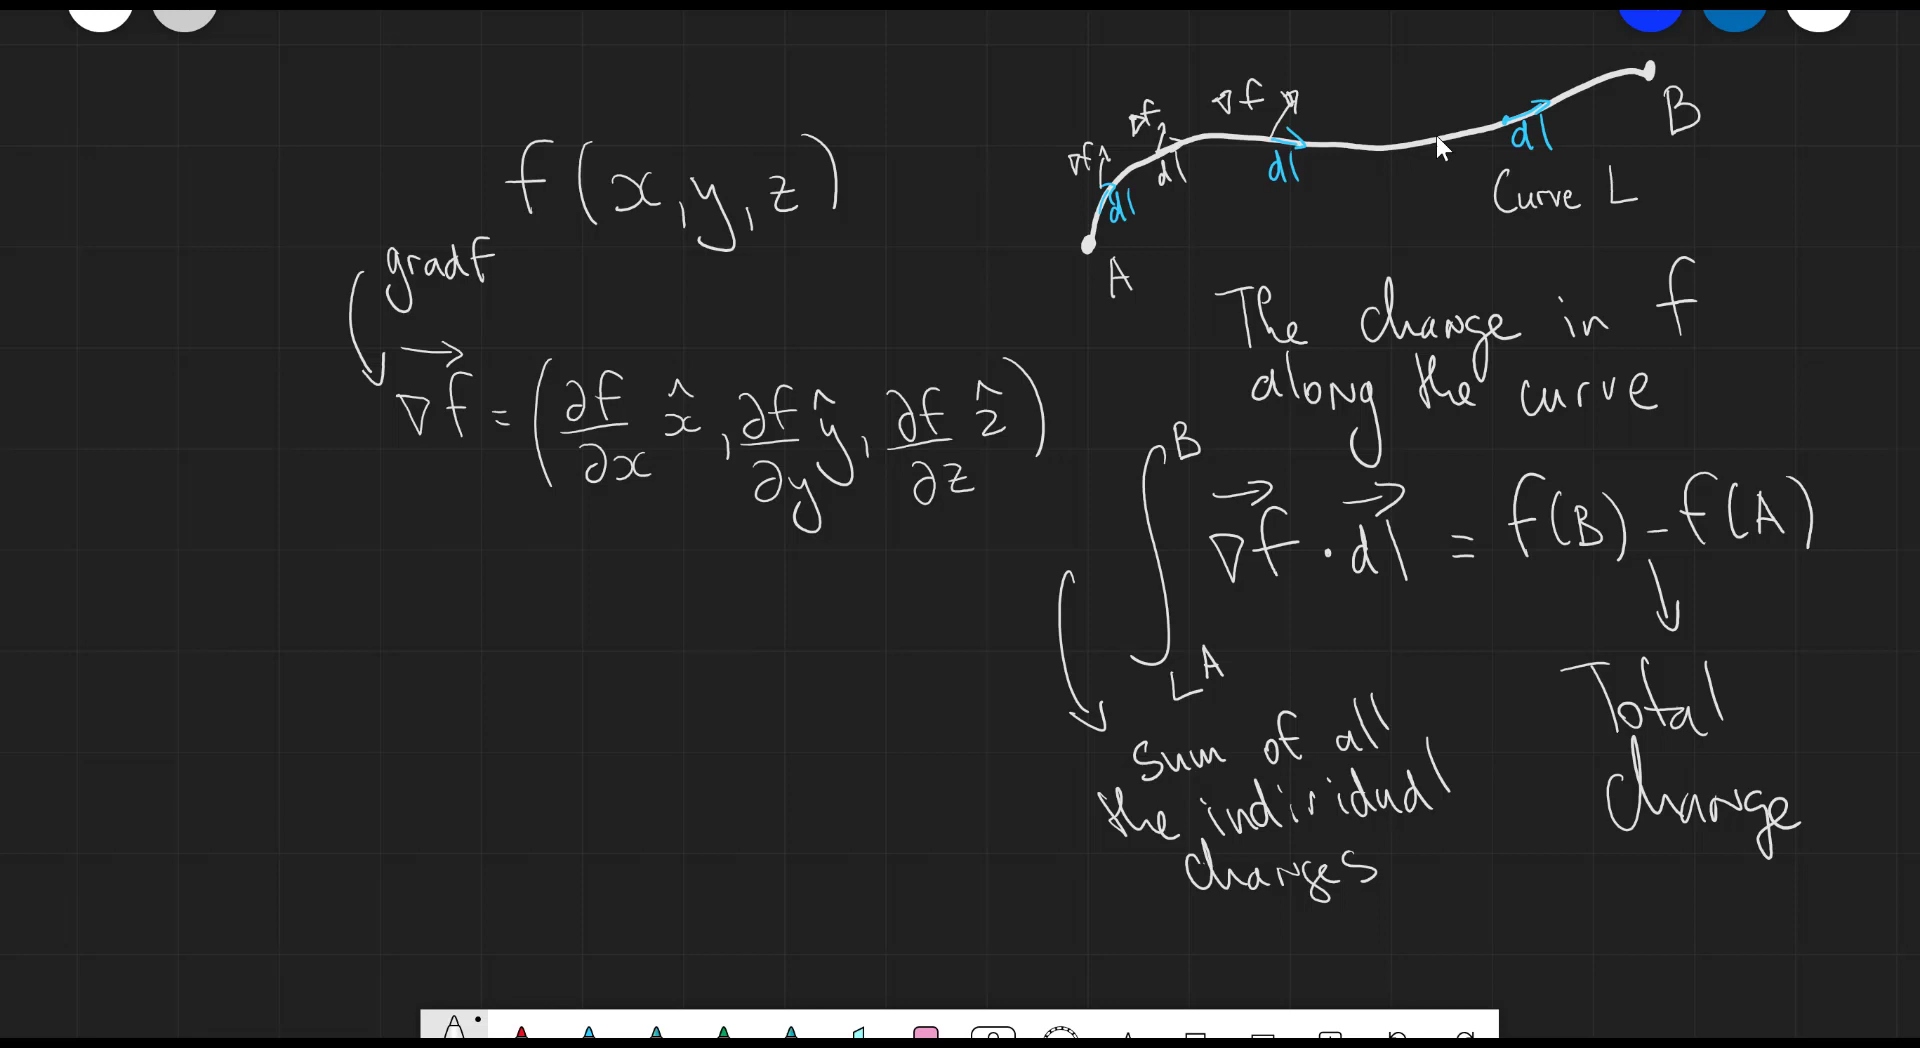 f(x,y,z)
gradf
∇f = (∂f/∂x x̂, ∂f/∂y ŷ, ∂f/∂z ẑ)
∇f
∇f
∇f
dl
dl
dl
dl
A
B
Curve L
The change in f
along the curve
∫_L A^B ∇f⃗ · dl⃗ = f(B) - f(A)
Sum of all
the individual
changes
Total
change